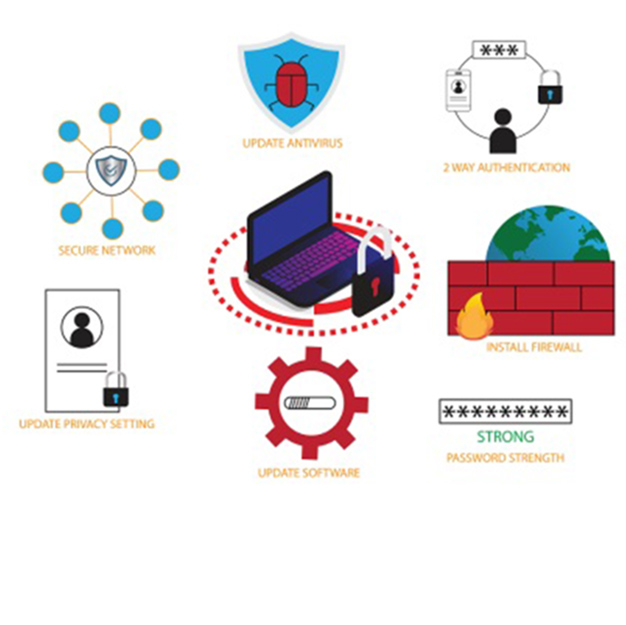 UPDATE ANTIVIRUS
***
2 WAY AUTHENTICATION
SECURE NETWORK
INSTALL FIREWALL
UPDATE PRIVACY SETTING
*********
STRONG
PASSWORD STRENGTH
UPDATE SOFTWARE